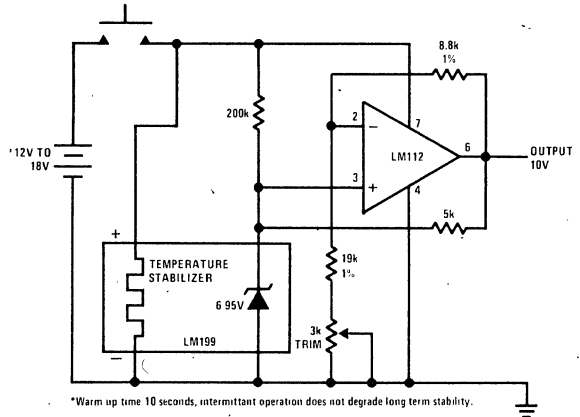 8.8k
1%
200k
2
−
7
LM112
6
OUTPUT
10V
*12V TO
18V
3
+
4
5k
+
TEMPERATURE
STABILIZER
19k
1%
6 95V
3k
TRIM
LM199
−
*Warm up time 10 seconds, intermittant operation does not degrade long term stability.